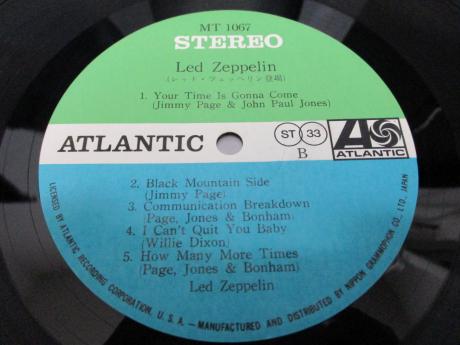 MT 1067
STEREO
Led Zeppelin
(レッド・ツェッペリン登場)
1. Your Time Is Gonna Come
(Jimmy Page & John Paul Jones)
ATLANTIC
ST 33
B
ATLANTIC
2. Black Mountain Side
(Jimmy Page)
3. Communication Breakdown
(Page, Jones & Bonham)
4. I Can't Quit You Baby
(Willie Dixon)
5. How Many More Times
(Page, Jones & Bonham)
Led Zeppelin
LICENSED BY ATLANTIC RECORDING CORPORATION, U. S. A. - MANUFACTURED AND DISTRIBUTED BY NIPPON GRAMMOPHON CO., LTD., JAPAN